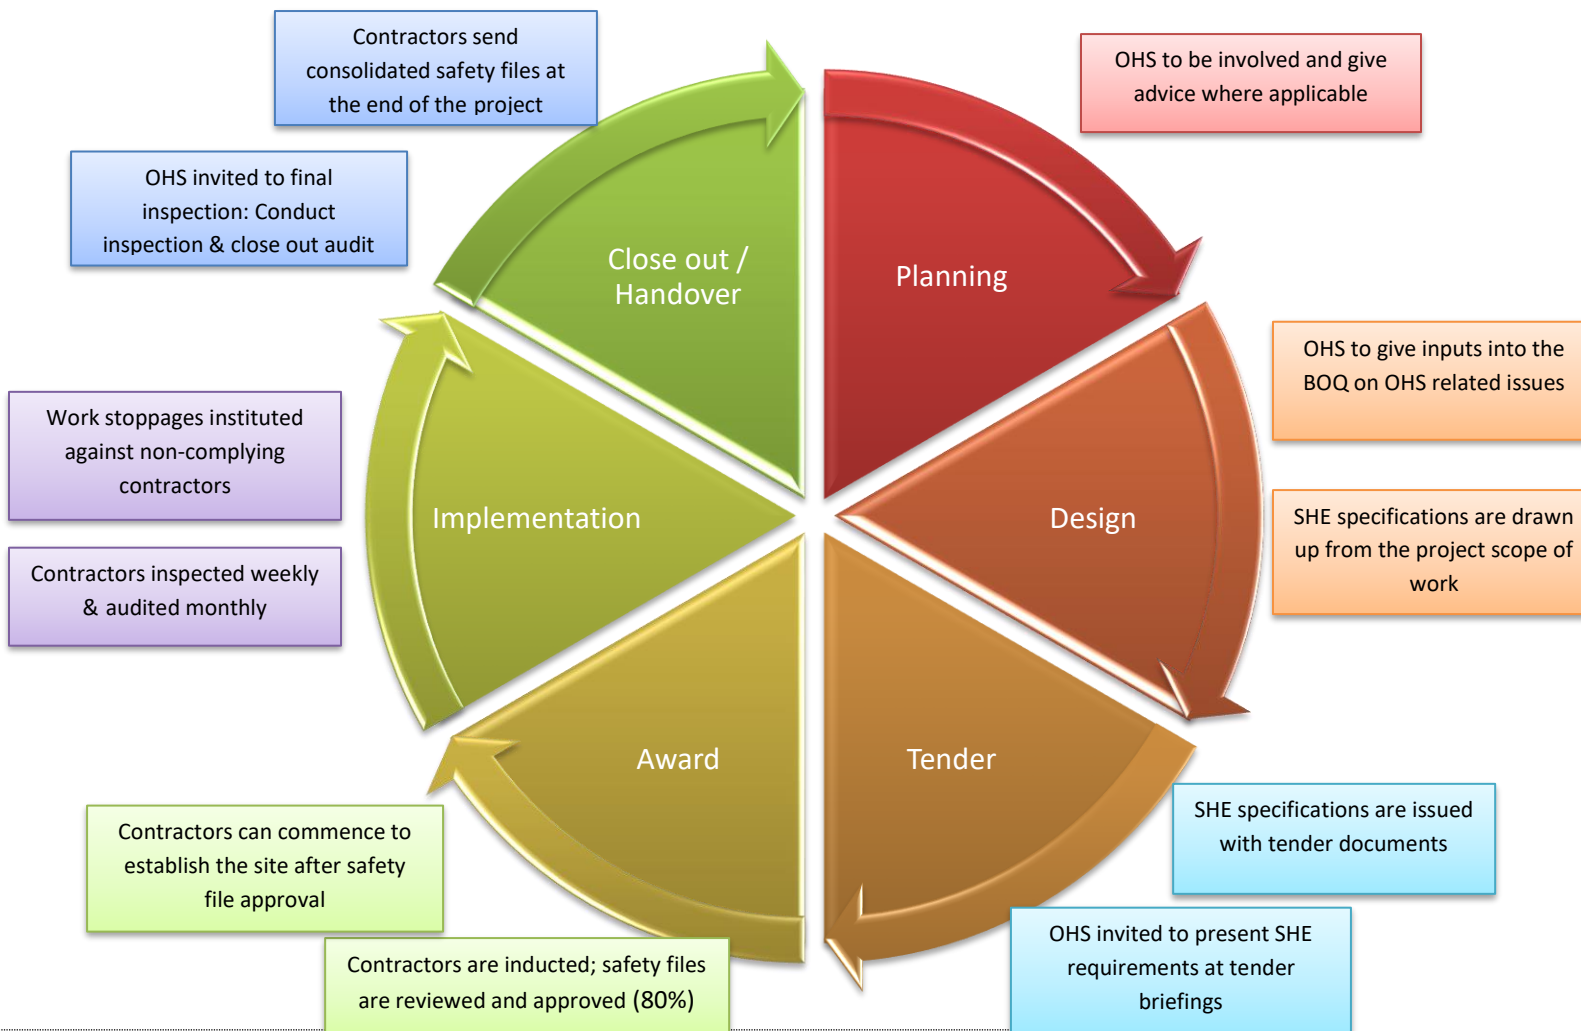 Contractors send
consolidated safety files at
the end of the project
OHS to be involved and give
advice where applicable
OHS invited to final
inspection: Conduct
inspection & close out audit
Close out /
Handover
Planning
OHS to give inputs into the
BOQ on OHS related issues
Work stoppages instituted
against non-complying
contractors
Implementation
Design
SHE specifications are drawn
up from the project scope of
work
Contractors inspected weekly
& audited monthly
Award
Tender
SHE specifications are issued
with tender documents
Contractors can commence to
establish the site after safety
file approval
OHS invited to present SHE
requirements at tender
briefings
Contractors are inducted; safety files
are reviewed and approved (80%)